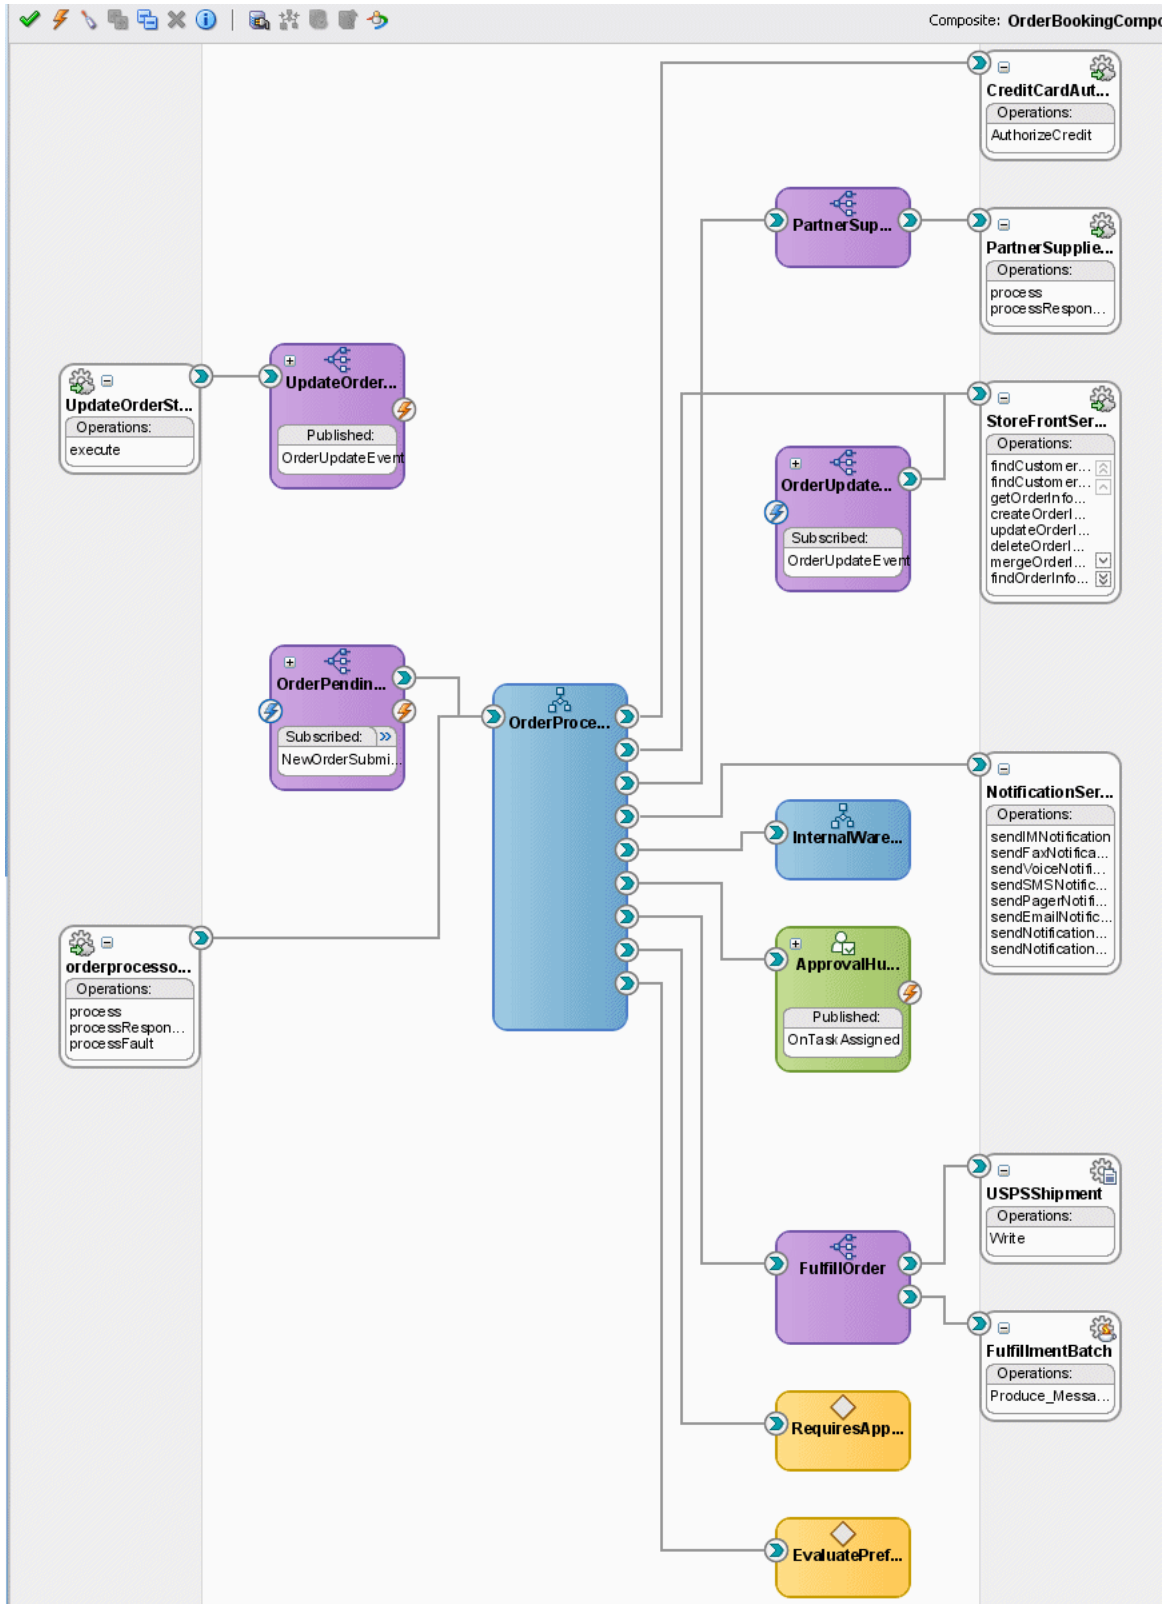 Composite: OrderBookingCompo
CreditCardAut...
Operations:
AuthorizeCredit
PartnerSup...
PartnerSupplie...
Operations:
process
processRespon...
UpdateOrderSt...
Operations:
execute
UpdateOrder...
Published:
OrderUpdateEvent
StoreFrontSer...
Operations:
findCustomer...
findCustomer...
getOrderInfo...
createOrderI...
updateOrderI...
deleteOrderI...
mergeOrderI...
findOrderInfo...
OrderUpdate...
Subscribed:
OrderUpdateEvent
OrderPendin...
Subscribed:
NewOrderSubmi...
OrderProce...
NotificationSer...
Operations:
sendIMNotification
sendFaxNotifica...
sendVoiceNotifi...
sendSMSNotific...
sendPagerNotifi...
sendEmailNotific...
sendNotification...
sendNotification...
InternalWare...
orderprocesso...
Operations:
process
processRespon...
processFault
ApprovalHu...
Published:
OnTaskAssigned
USPSShipment
Operations:
Write
FulfillOrder
FulfillmentBatch
Operations:
Produce_Messa...
RequiresApp...
EvaluatePref...